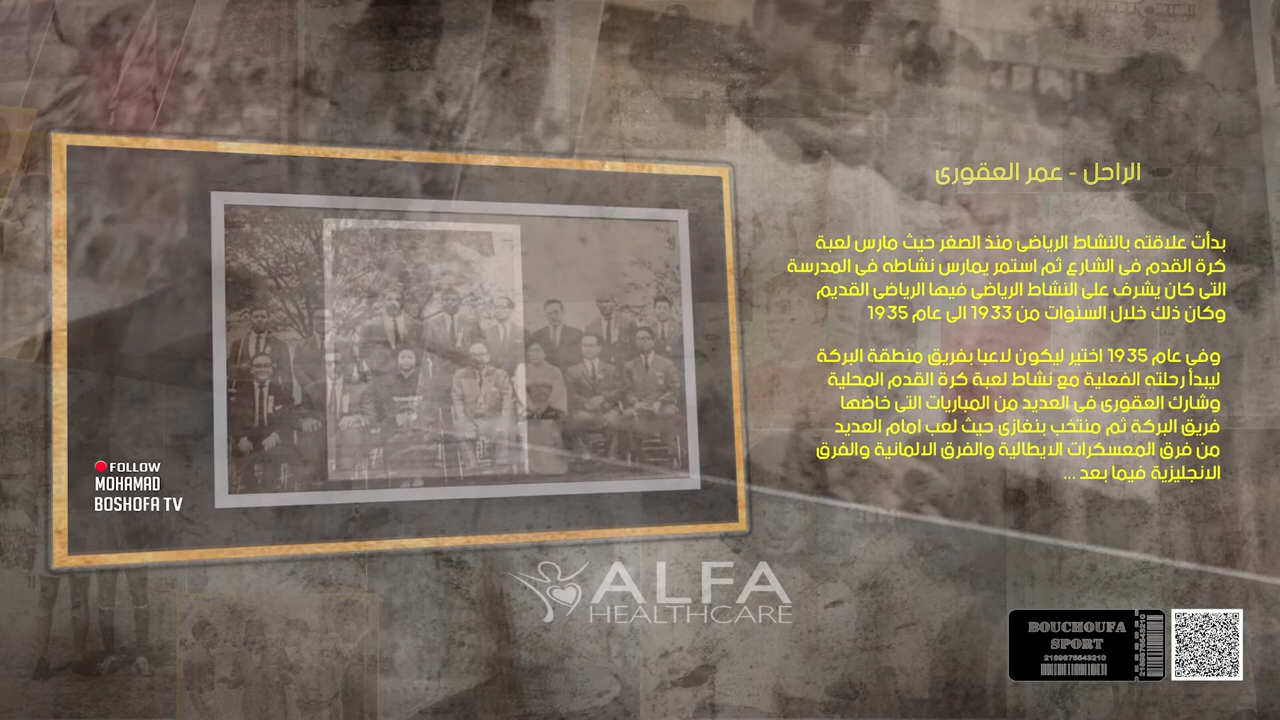 الراحل - عمر العقورى
بدأت علاقته بالنشاط الرياضى منذ الصغر حيث مارس لعبة
كرة القدم فى الشارع ثم استمر يمارس نشاطه فى المدرسة
التى كان يشرف على النشاط الرياضى فيها الرياضى القديم
وكان ذلك خلال السنوات من 1933 الى عام 1935
وفى عام 1935 اختير ليكون لاعبا بفريق منطقة البركة
ليبدأ رحلته الفعلية مع نشاط لعبة كرة القدم المحلية
وشارك العقورى فى العديد من المباريات التى خاضها
فريق البركة ثم منتخب بنغازى حيث لعب امام العديد
من فرق المعسكرات الايطالية والفرق الالمانية والفرق
الانجليزية فيما بعد ...
FOLLOW
MOHAMAD
BOSHOFA TV
ALFA
HEALTHCARE
BOUCHOUFA
SPORT
2189876543210
2189876543210